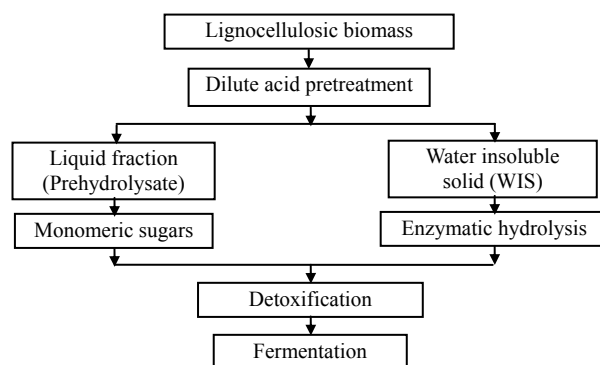 Lignocellulosic biomass
Dilute acid pretreatment
Liquid fraction
(Prehydrolysate)
Water insoluble
solid (WIS)
Monomeric sugars
Enzymatic hydrolysis
Detoxification
Fermentation